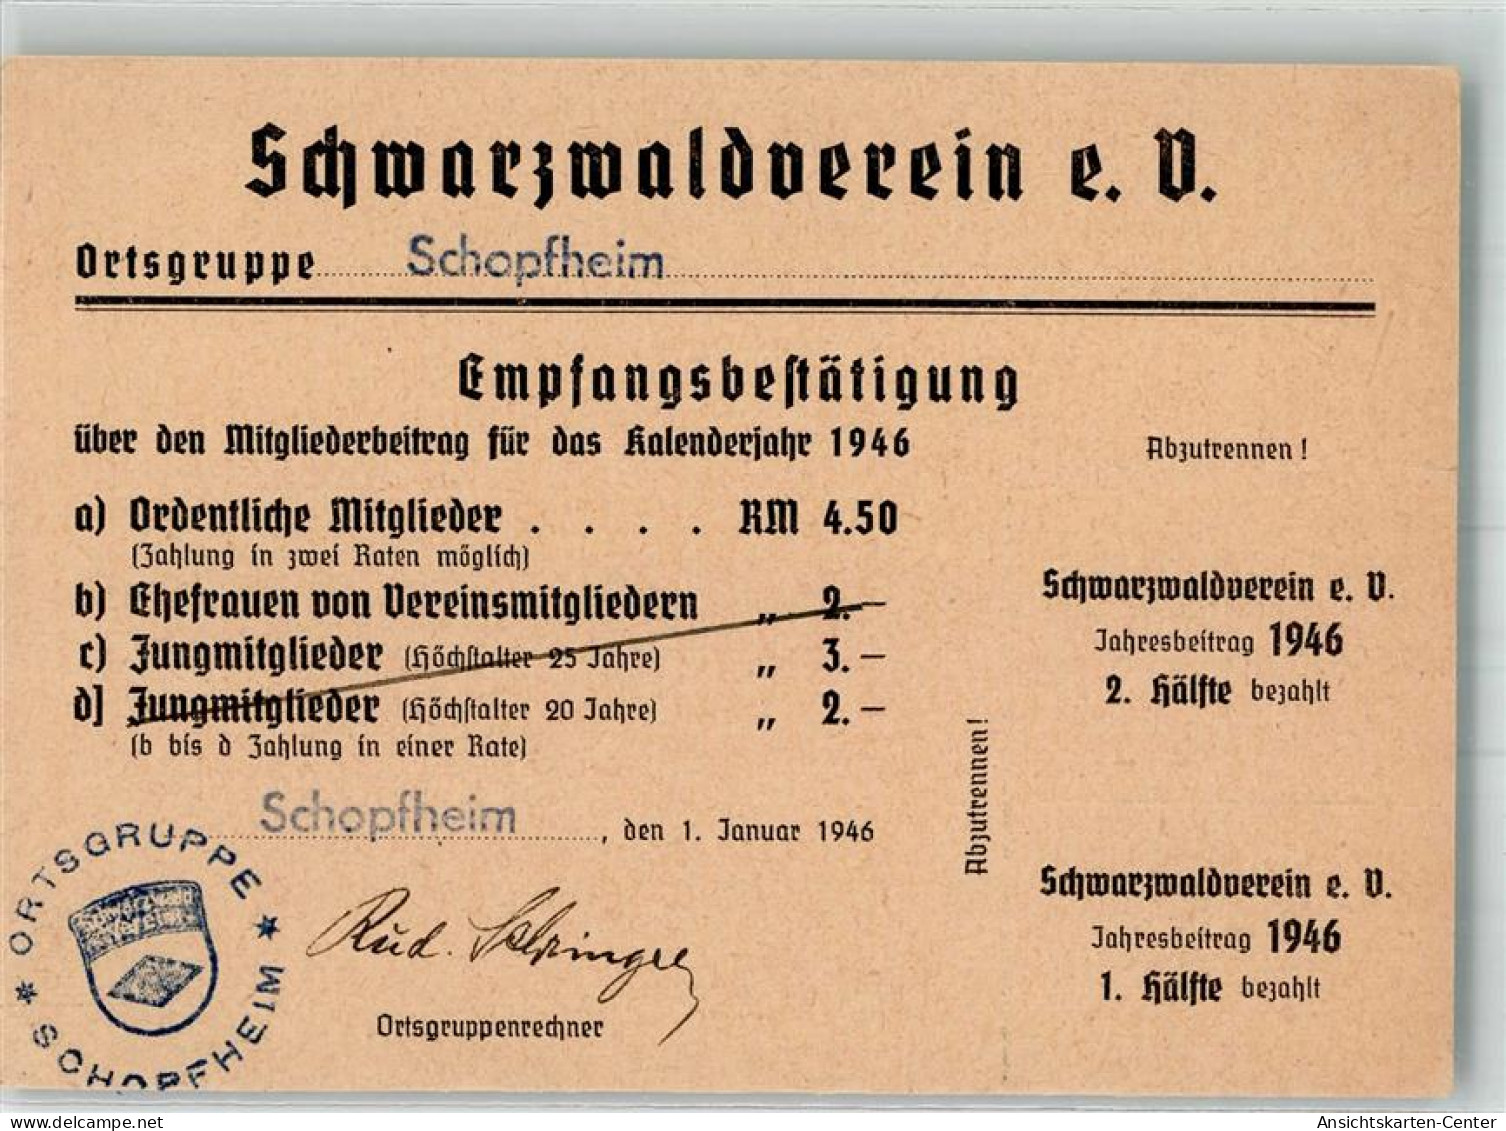 Schwarzwaldverein e. V.
Ortsgruppe Schopfheim
Empfangsbestätigung
über den Mitgliederbeitrag für das Kalenderjahr 1946
a) Ordentliche Mitglieder . . . . RM 4.50
(Zahlung in zwei Raten möglich)
b) Ehefrauen von Vereinsmitgliedern „ 2.—
c) Jungmitglieder (Höchstalter 25 Jahre) „ 3.—
d) Jungmitglieder (Höchstalter 20 Jahre) „ 2.—
(b bis d Zahlung in einer Rate)
Schopfheim, den 1. Januar 1946
Rud.
Ortsgruppenrechner
ORTSGRUPPE
* SCHOPFHEIM *
Abzutrennen!
Abzutrennen!
Schwarzwaldverein e. V.
Jahresbeitrag 1946
2. Hälfte bezahlt
Schwarzwaldverein e. V.
Jahresbeitrag 1946
1. Hälfte bezahlt
Ansichtskarten-Center